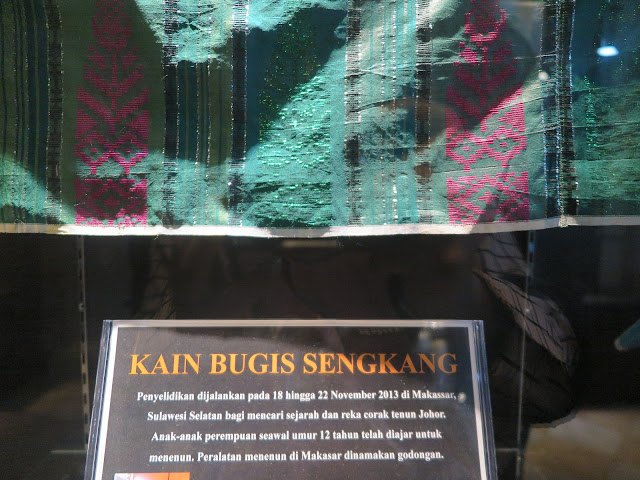 KAIN BUGIS SENGKANG
Penyelidikan dijalankan pada 18 hingga 22 November 2013 di Makassar,
Sulawesi Selatan bagi mencari sejarah dan reka corak tenun Johor.
Anak-anak perempuan seawal umur 12 tahun telah diajar untuk
menenun. Peralatan menenun di Makasar dinamakan godongan.